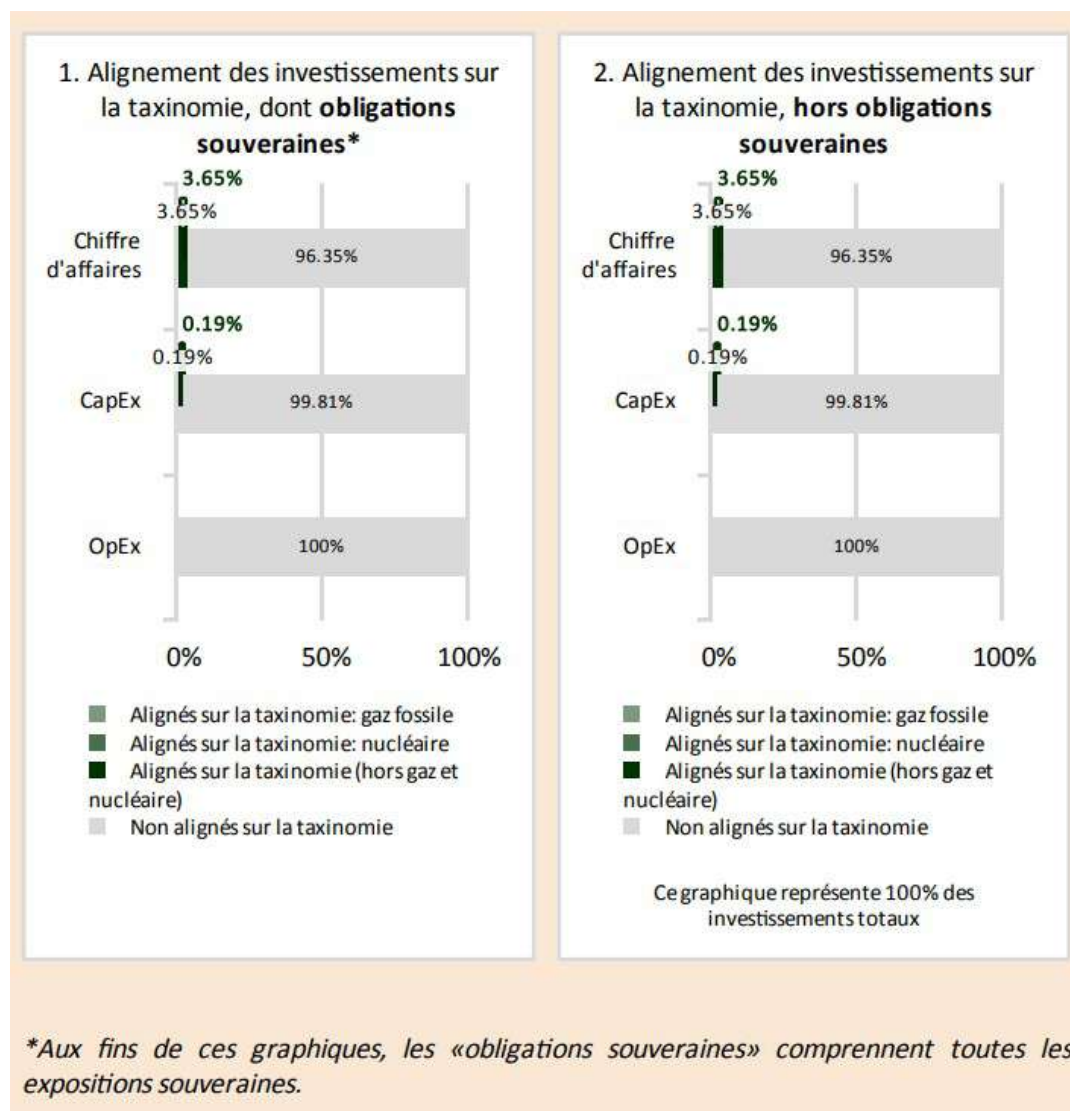 1. Alignement des investissements sur
la taxinomie, dont obligations
souveraines*
3.65%
3.65%
Chiffre
d'affaires
96.35%
0.19%
0.19%
CapEx
99.81%
OpEx
100%
0%
50%
100%
Alignés sur la taxinomie: gaz fossile
Alignés sur la taxinomie: nucléaire
Alignés sur la taxinomie (hors gaz et
nucléaire)
Non alignés sur la taxinomie
2. Alignement des investissements sur
la taxinomie, hors obligations
souveraines
3.65%
3.65%
Chiffre
d'affaires
96.35%
0.19%
0.19%
CapEx
99.81%
OpEx
100%
0%
50%
100%
Alignés sur la taxinomie: gaz fossile
Alignés sur la taxinomie: nucléaire
Alignés sur la taxinomie (hors gaz et
nucléaire)
Non alignés sur la taxinomie
Ce graphique représente 100% des
investissements totaux
*Aux fins de ces graphiques, les «obligations souveraines» comprennent toutes les
expositions souveraines.